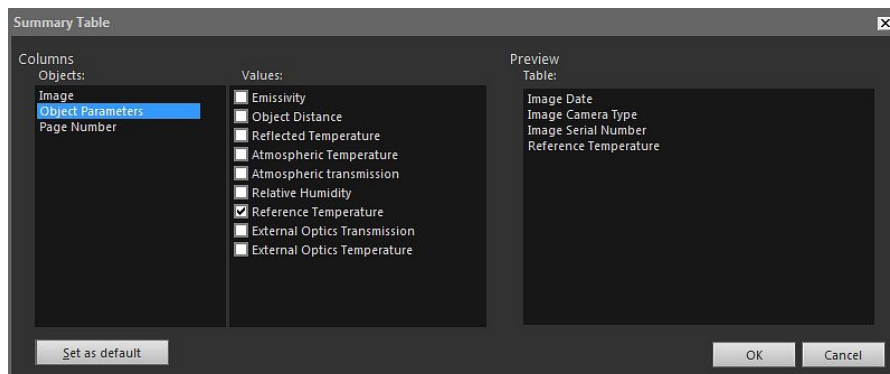 Summary Table
Columns
Objects:
Image
Object Parameters
Page Number
Values:
Emissivity
Object Distance
Reflected Temperature
Atmospheric Temperature
Atmospheric transmission
Relative Humidity
Reference Temperature
External Optics Transmission
External Optics Temperature
Preview
Table:
Image Date
Image Camera Type
Image Serial Number
Reference Temperature
Set as default
OK
Cancel